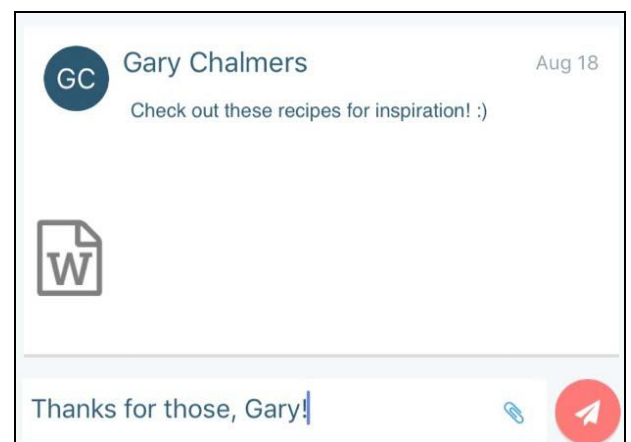 GC
Gary Chalmers
Aug 18
Check out these recipes for inspiration! :)
W
Thanks for those, Gary!